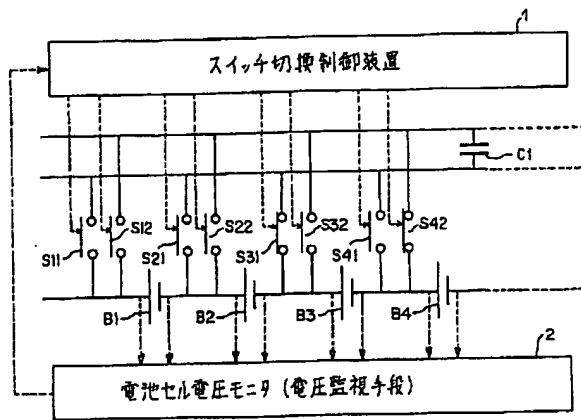 1
スイッチ切換制御装置
C1
S11
S12
S21
S22
S31
S32
S41
S42
B1
B2
B3
B4
2
電池セル電圧モニタ (電圧監視手段)